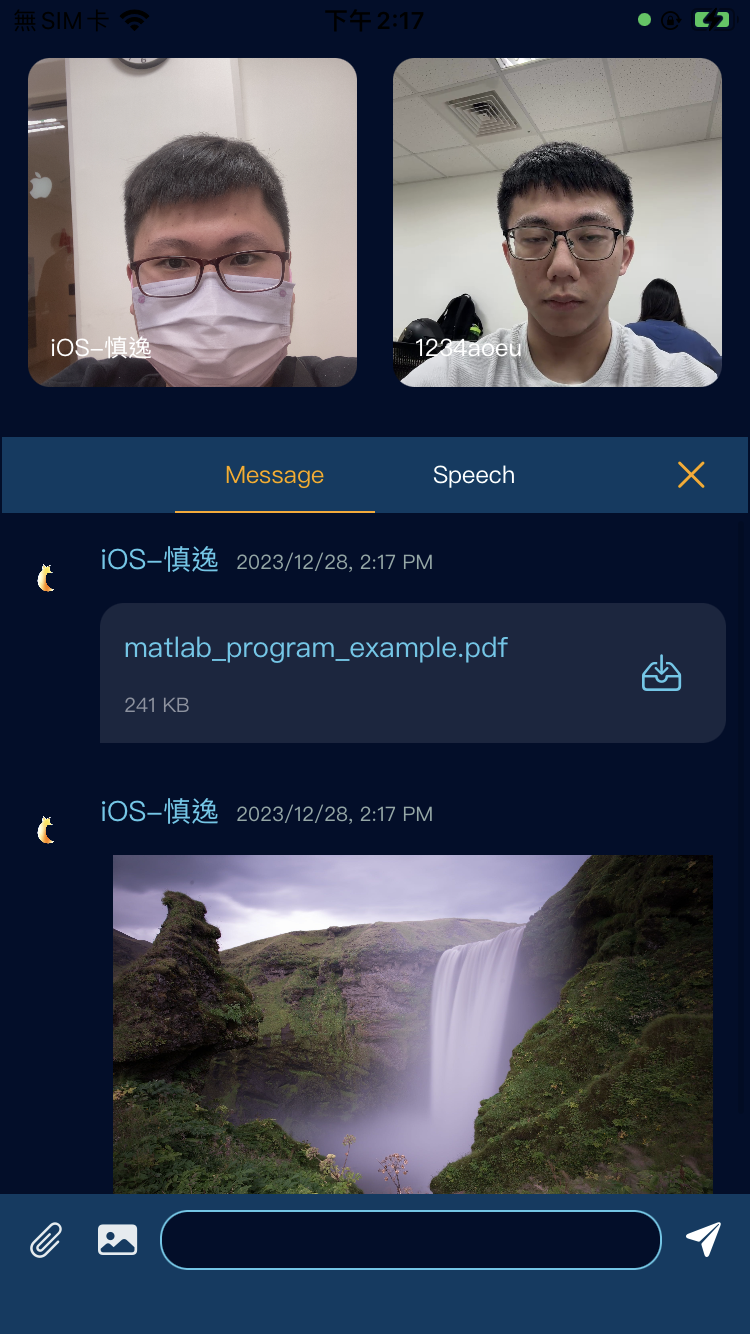 無SIM卡 下午2:17
iOS-慎逸
1234aoeu
Message Speech
iOS-慎逸 2023/12/28, 2:17 PM
matlab_program_example.pdf
241 KB
iOS-慎逸 2023/12/28, 2:17 PM